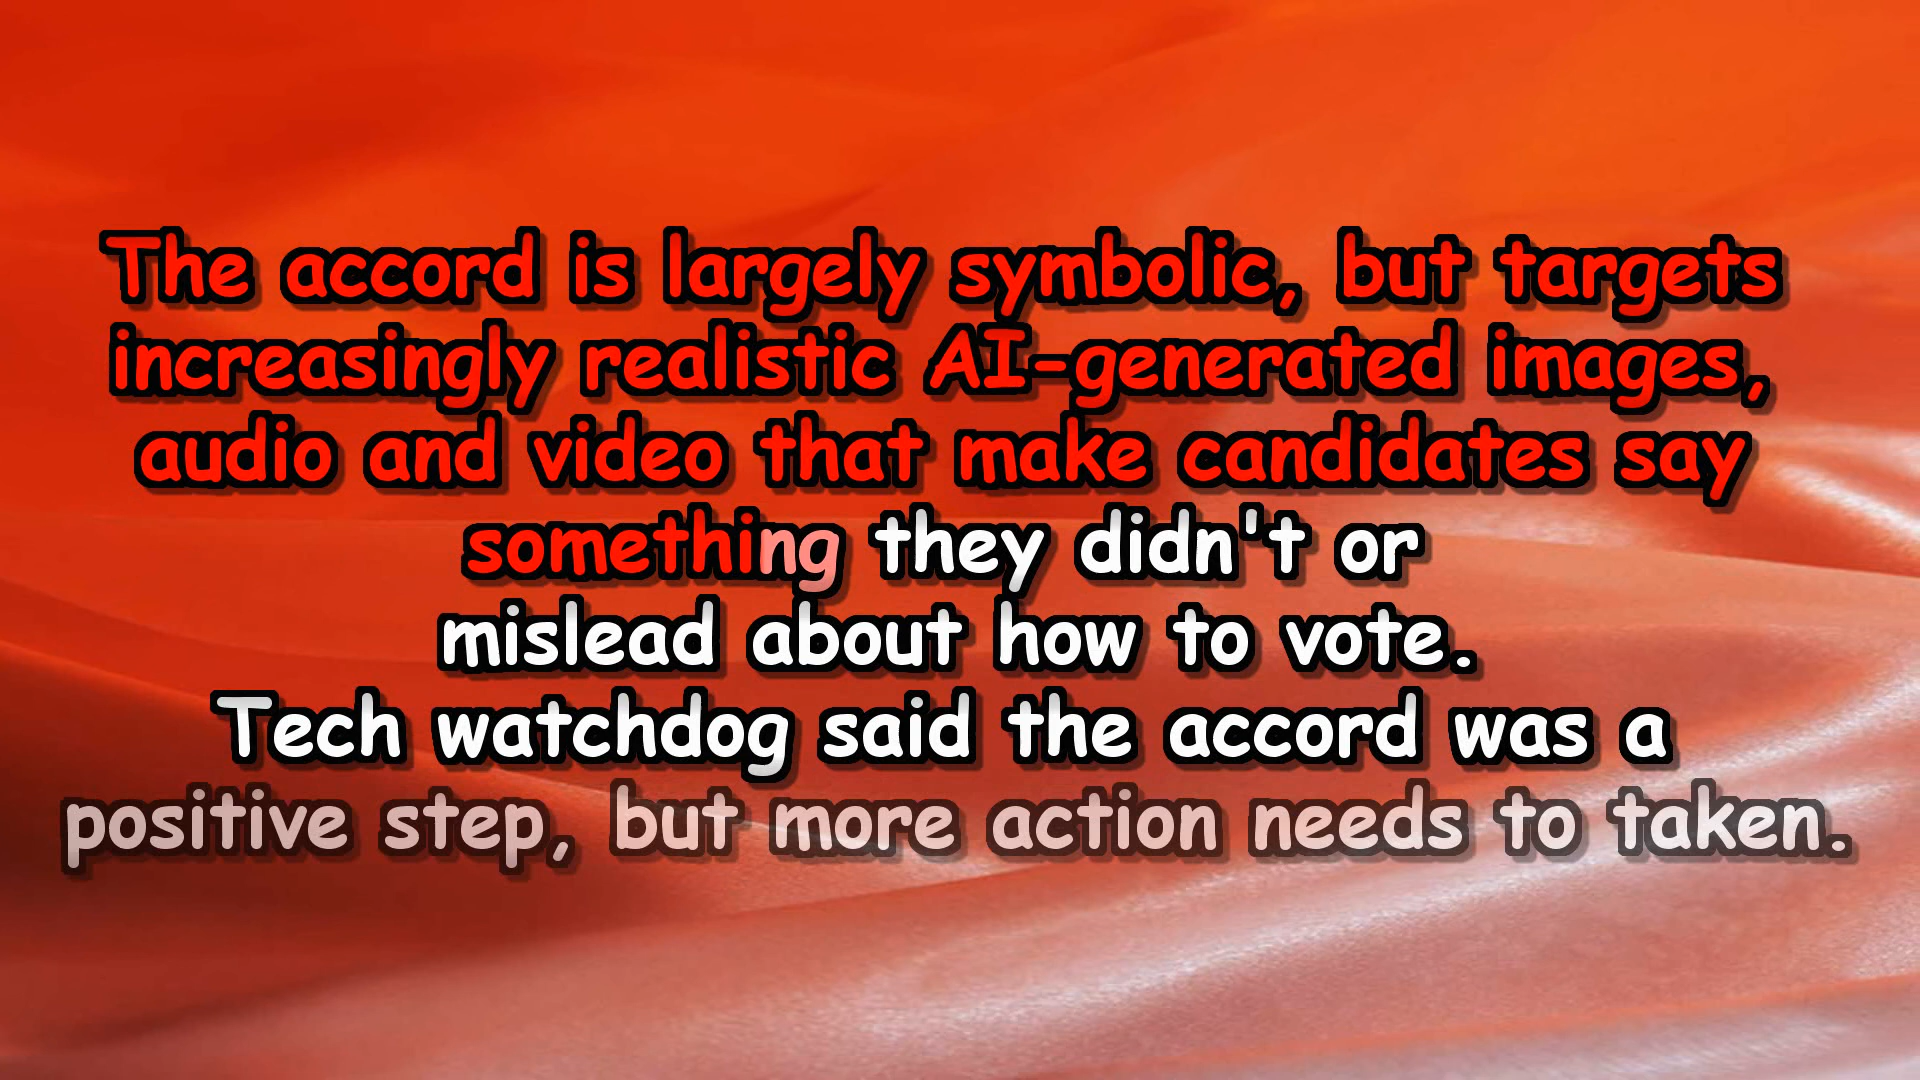 The accord is largely symbolic, but targets
increasingly realistic AI-generated images,
audio and video that make candidates say
something they didn't or
mislead about how to vote.
Tech watchdog said the accord was a
positive step, but more action needs to taken.